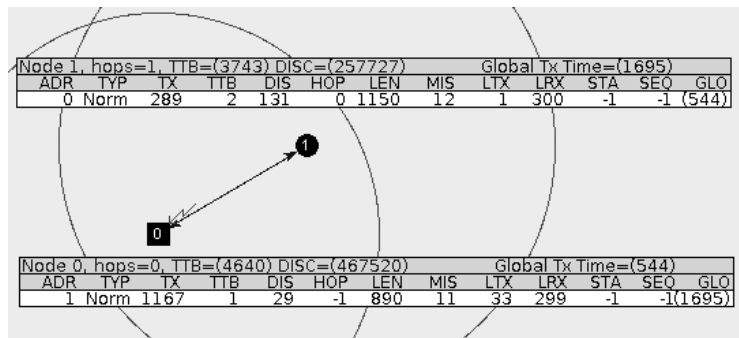 Node 1, hops=1, TTB=(3743) DISC=(257727) Global Tx Time=(1695)
ADR TYP TX TTB DIS HOP LEN MIS LTX LRX STA SEQ GLO
0 Norm 289 2 131 0 1150 12 1 300 -1 -1 (544)
1
0
Node 0, hops=0, TTB=(4640) DISC=(467520) Global Tx Time=(544)
ADR TYP TX TTB DIS HOP LEN MIS LTX LRX STA SEQ GLO
1 Norm 1167 1 29 -1 890 11 33 299 -1 -1(1695)